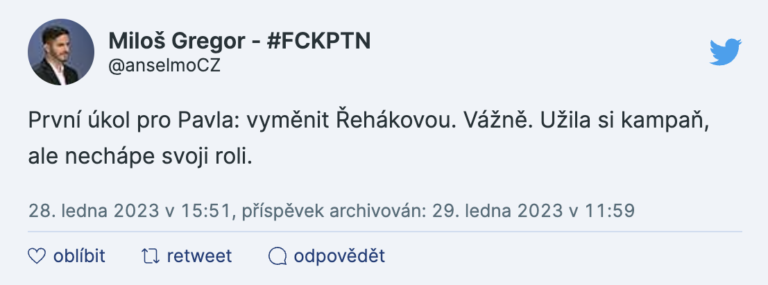 Miloš Gregor - #FCKPTN
@anselmoCZ
První úkol pro Pavla: vyměnit Řehákovou. Vážně. Užila si kampaň,
ale nechápe svoji roli.
28. ledna 2023 v 15:51, příspěvek archivován: 29. ledna 2023 v 11:59
oblíbit retweet odpovědět